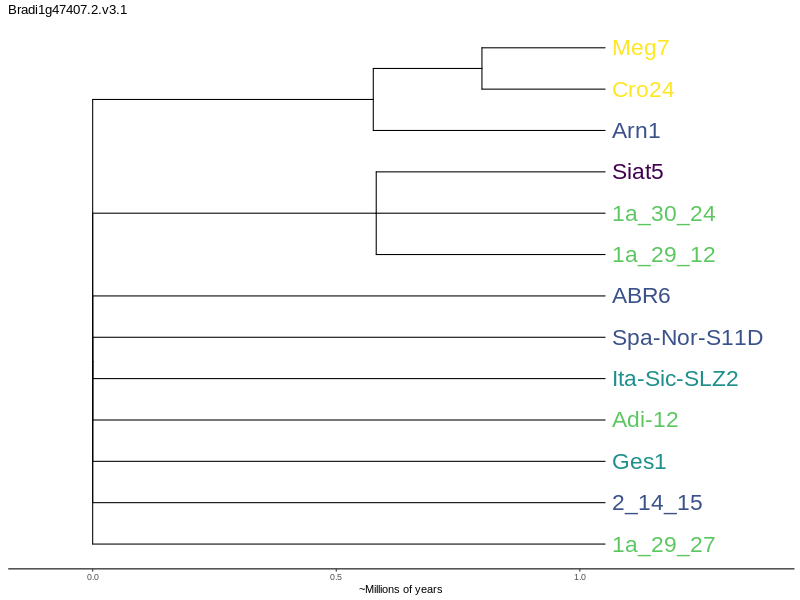 Bradi1g47407.2.v3.1
Meg7
Cro24
Arn1
Siat5
1a_30_24
1a_29_12
ABR6
Spa-Nor-S11D
Ita-Sic-SLZ2
Adi-12
Ges1
2_14_15
1a_29_27
0.0 0.5 1.0
~Millions of years